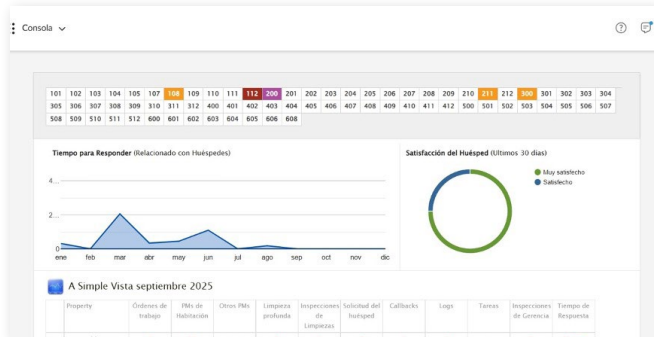 Consola
101 102 103 104 105 107 108 109 110 111 112 200 201 202 203 204 205 206 207 208 209 210 211 212 300 301 302 303 304
305 306 307 308 309 310 311 312 400 401 402 403 404 405 406 407 408 409 410 411 412 500 501 502 503 504 505 506 507
508 509 510 511 512 600 601 602 603 604 605 606 608
Tiempo para Responder (Relacionado con Huéspedes)
Satisfacción del Huésped (Ultimos 30 días)
4...
2...
0
ene feb mar abr may jun jul ago sep oct nov dic
Muy satisfecho
Satisfecho
A Simple Vista septiembre 2025
Property Órdenes de trabajo PMs de Habitación Otros PMs Limpieza profunda Inspecciones de Limpiezas Solicitud del huésped Callbacks Logs Tareas Inspecciones de Gerencia Tiempo de Respuesta